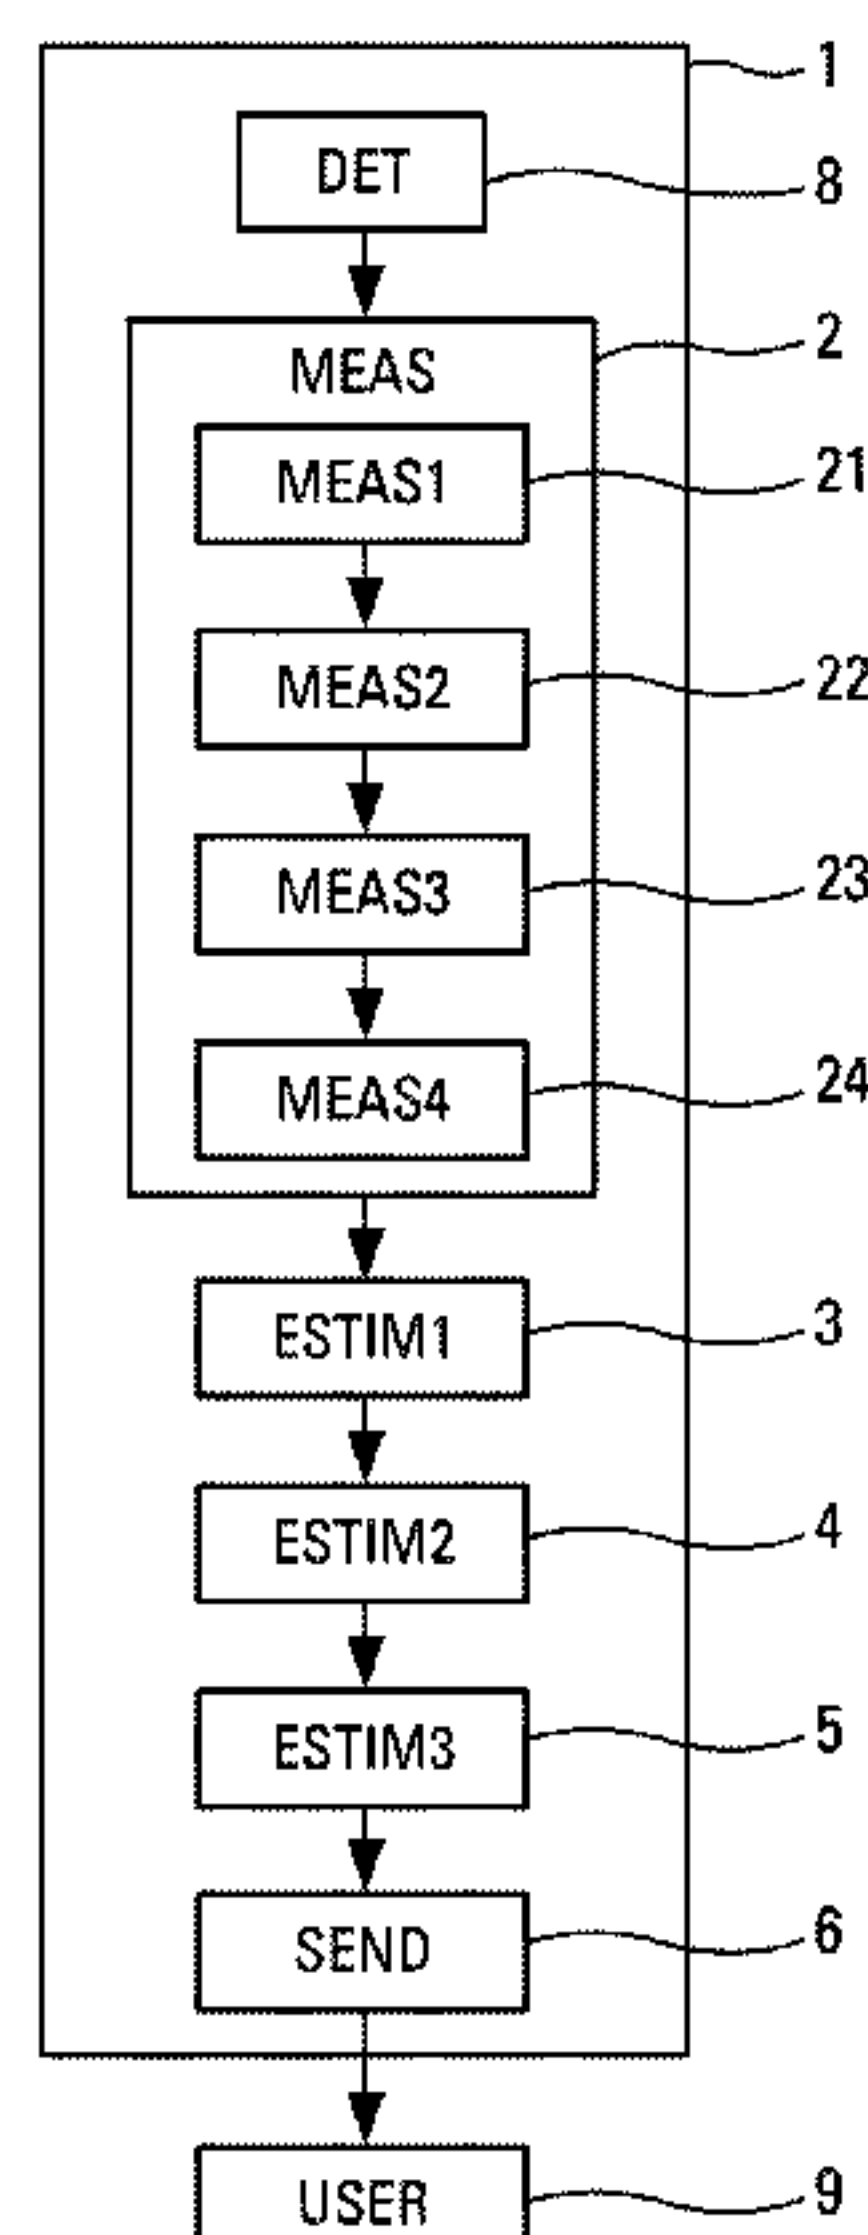 1
DET
8
MEAS
2
MEAS1
21
MEAS2
22
MEAS3
23
MEAS4
24
ESTIM1
3
ESTIM2
4
ESTIM3
5
SEND
6
USER
9